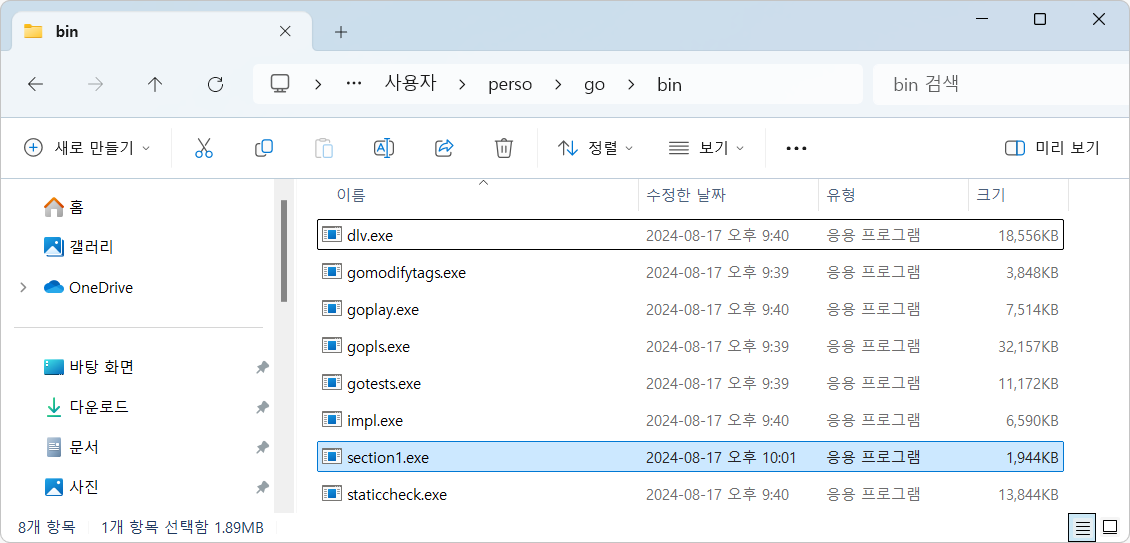 bin
··· 사용자 perso go bin
bin 검색
새로 만들기 정렬 보기 ··· 미리 보기
홈
갤러리
OneDrive
바탕 화면
다운로드
문서
사진
이름 수정한 날짜 유형 크기
dlv.exe 2024-08-17 오후 9:40 응용 프로그램 18,556KB
gomodifytags.exe 2024-08-17 오후 9:39 응용 프로그램 3,848KB
goplay.exe 2024-08-17 오후 9:40 응용 프로그램 7,514KB
gopls.exe 2024-08-17 오후 9:39 응용 프로그램 32,157KB
gotests.exe 2024-08-17 오후 9:39 응용 프로그램 11,172KB
impl.exe 2024-08-17 오후 9:40 응용 프로그램 6,590KB
section1.exe 2024-08-17 오후 10:01 응용 프로그램 1,944KB
staticcheck.exe 2024-08-17 오후 9:40 응용 프로그램 13,844KB
8개 항목 1개 항목 선택함 1.89MB